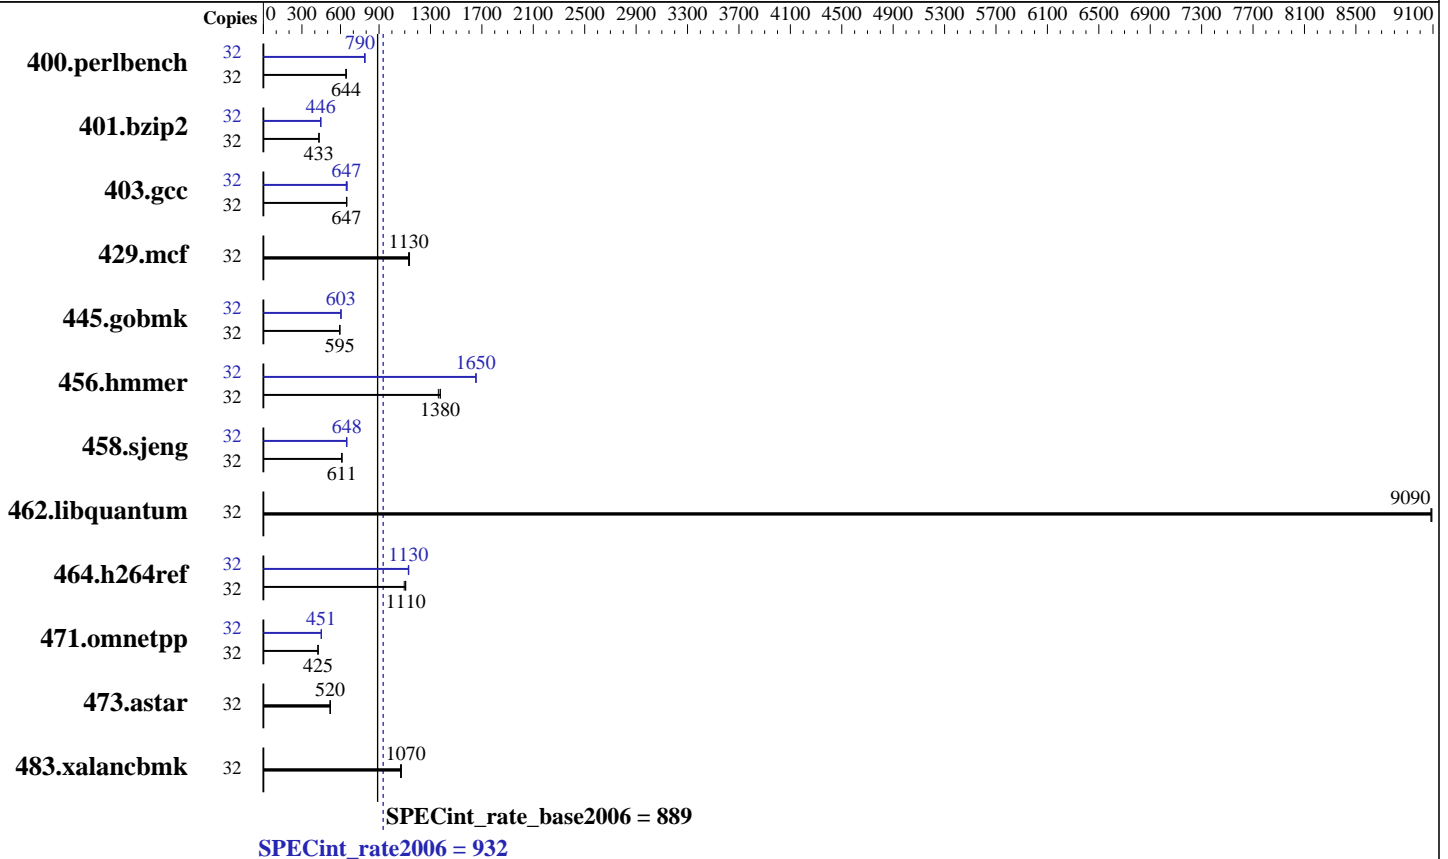 Copies 0 300 600 900 1300 1700 2100 2500 2900 3300 3700 4100 4500 4900 5300 5700 6100 6500 6900 7300 7700 8100 8500 9100
400.perlbench 32 790
32 644
401.bzip2 32 446
32 433
403.gcc 32 647
32 647
429.mcf 32 1130
445.gobmk 32 603
32 595
456.hmmer 32 1650
32 1380
458.sjeng 32 648
32 611
462.libquantum 32 9090
464.h264ref 32 1130
32 1110
471.omnetpp 32 451
32 425
473.astar 32 520
483.xalancbmk 32 1070
SPECint_rate_base2006 = 889
SPECint_rate2006 = 932